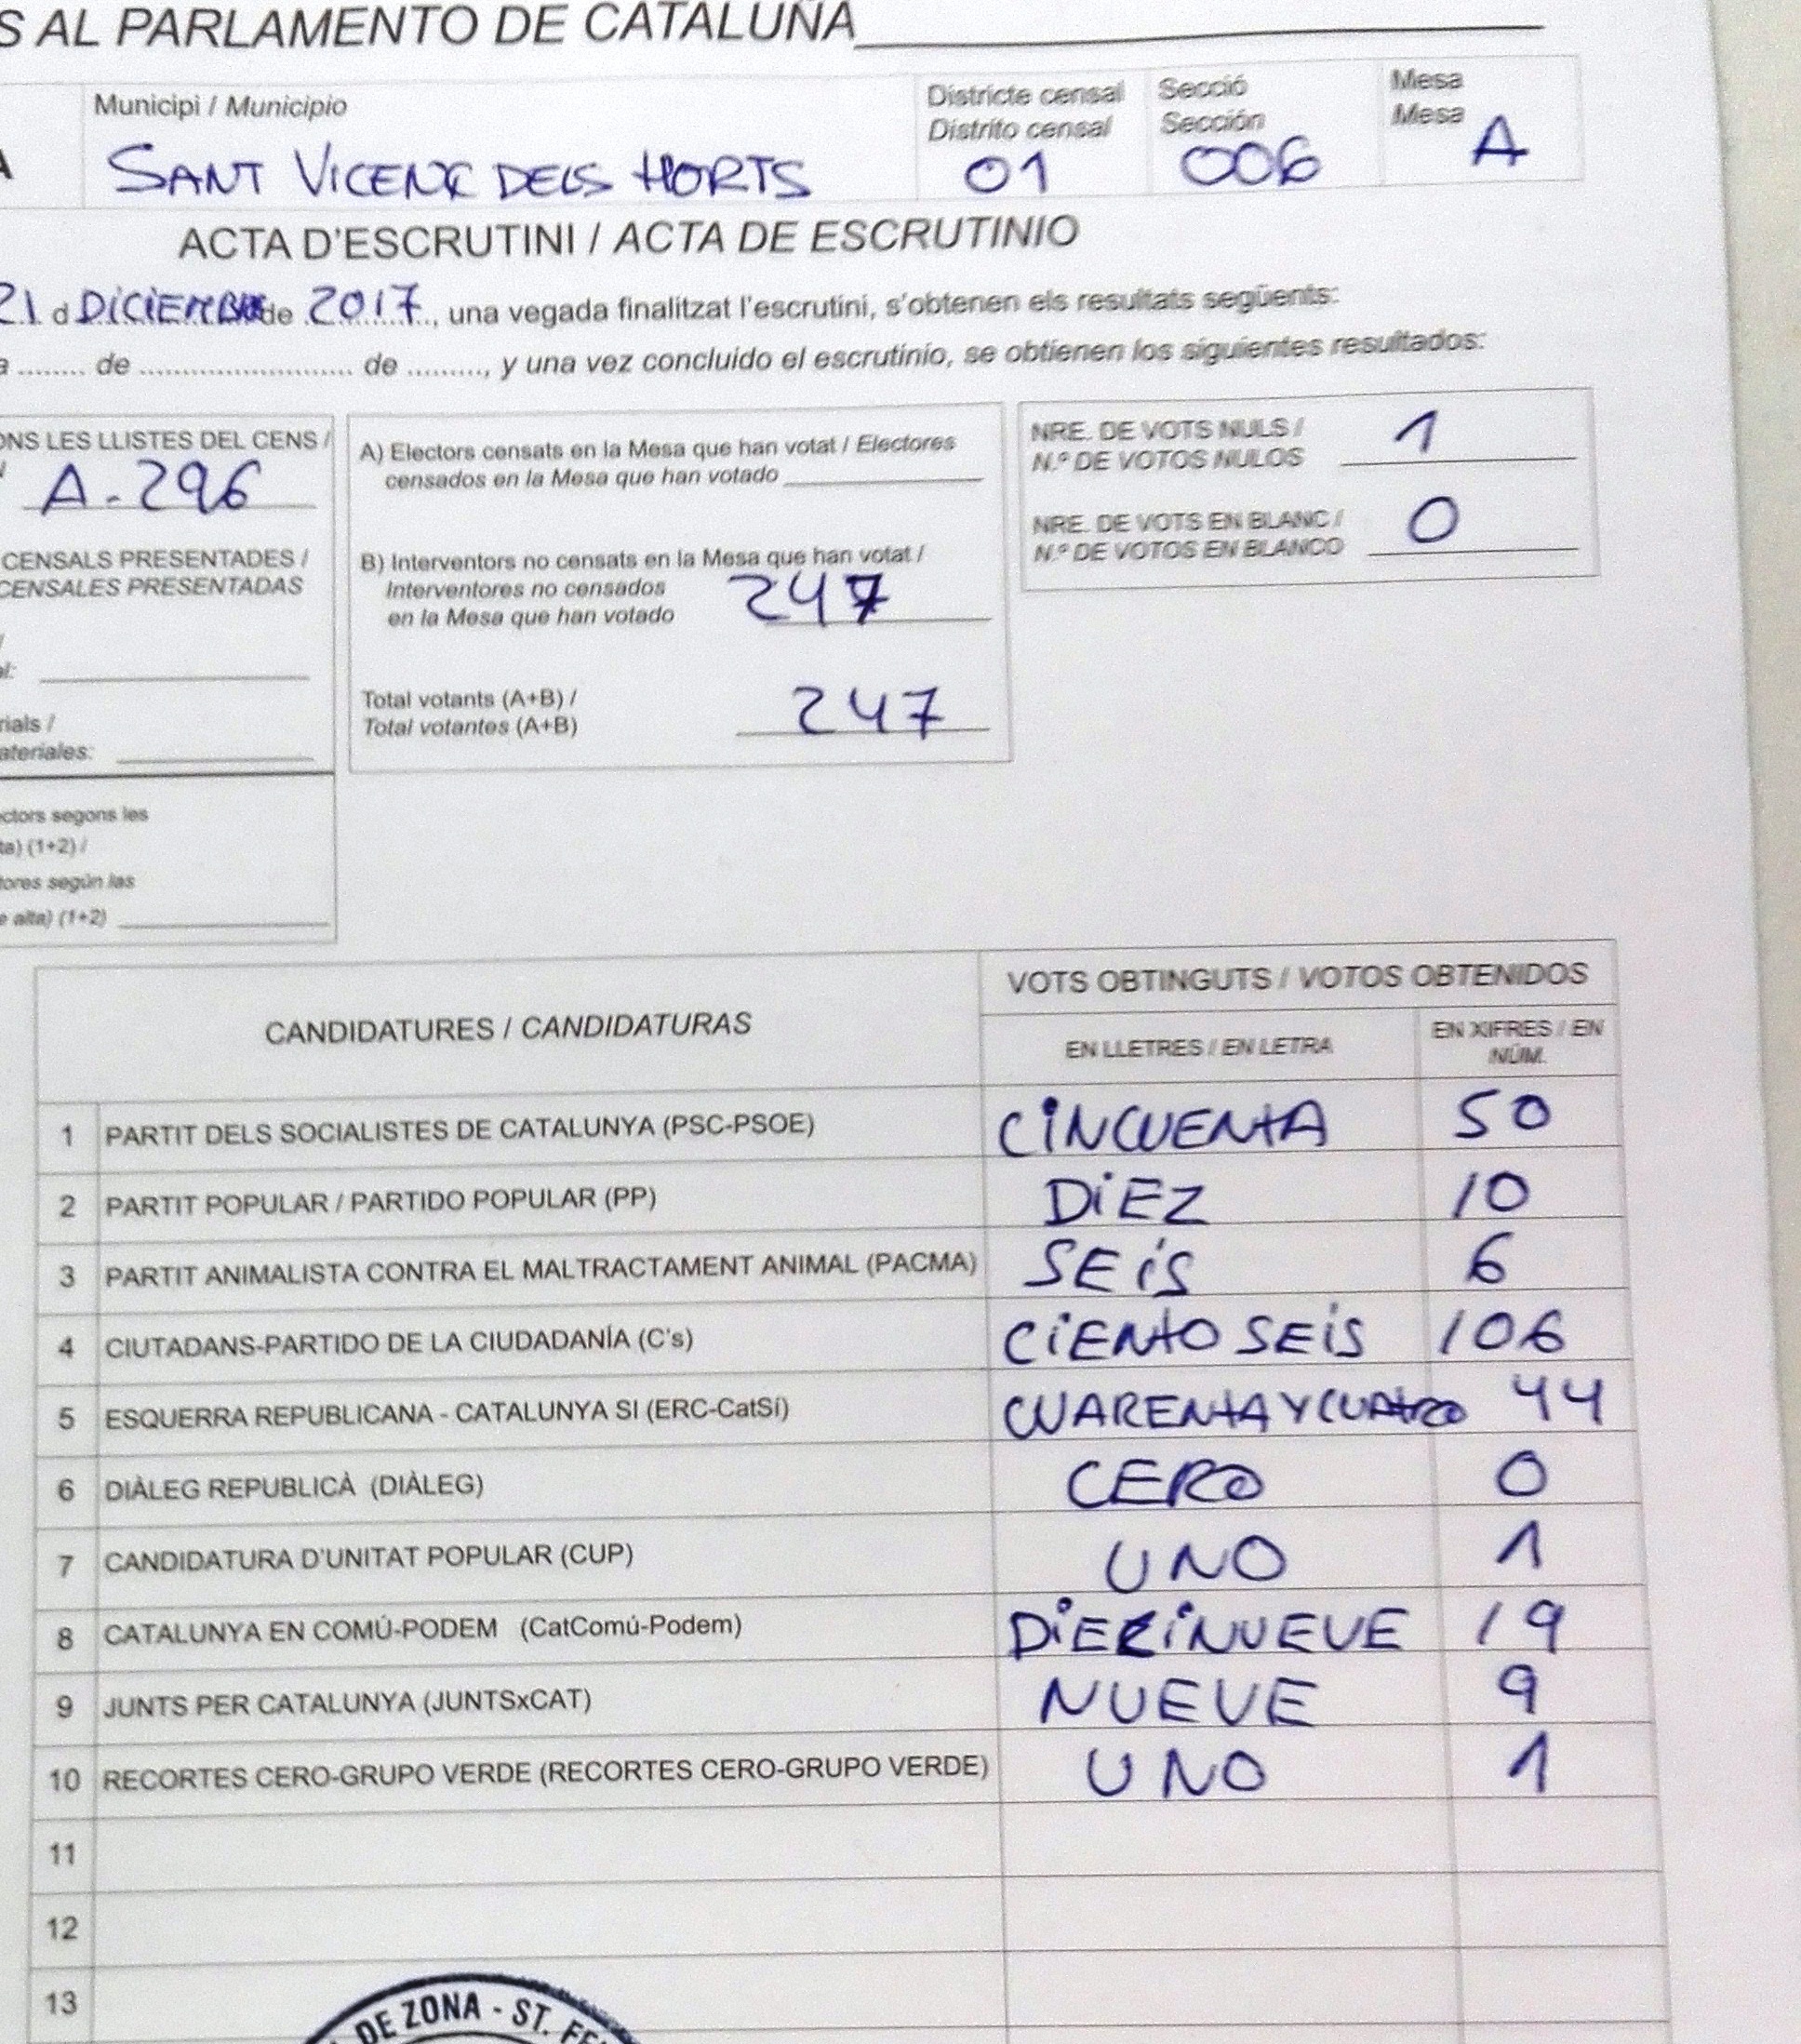 S AL PARLAMENTO DE CATALUÑA
Municipi / Municipio
Districte censal
Distrito censal
Secció
Sección
Mesa
Mesa
SANT VICENÇ DELS HORTS
01
006
A
ACTA D'ESCRUTINI / ACTA DE ESCRUTINIO
21 d DICIEMBRE de 2017, una vegada finalitzat l'escrutini, s'obtenen els resultats següents:
a ........ de .......................... de ........., y una vez concluido el escrutinio, se obtienen los siguientes resultados:
ONS LES LLISTES DEL CENS /
A-296
CENSALS PRESENTADES /
CENSALES PRESENTADAS
/
al:
rials /
ateriales:
ctors segons les
ta) (1+2) /
tores según las
e alta) (1+2)
A) Electors censats en la Mesa que han votat / Electores
censados en la Mesa que han votado
B) Interventors no censats en la Mesa que han votat /
Interventores no censados
en la Mesa que han votado 247
Total votants (A+B) /
Total votantes (A+B) 247
NRE. DE VOTS NULS /
N.º DE VOTOS NULOS 1
NRE. DE VOTS EN BLANC /
N.º DE VOTOS EN BLANCO 0
CANDIDATURES / CANDIDATURAS
VOTS OBTINGUTS / VOTOS OBTENIDOS
EN LLETRES / EN LETRA
EN XIFRES / EN
NÚM.
1 PARTIT DELS SOCIALISTES DE CATALUNYA (PSC-PSOE) CINCUENTA 50
2 PARTIT POPULAR / PARTIDO POPULAR (PP) DIEZ 10
3 PARTIT ANIMALISTA CONTRA EL MALTRACTAMENT ANIMAL (PACMA) SEIS 6
4 CIUTADANS-PARTIDO DE LA CIUDADANÍA (C's) CIENTO SEIS 106
5 ESQUERRA REPUBLICANA - CATALUNYA SI (ERC-CatSí) CUARENTA Y CUATRO 44
6 DIÀLEG REPUBLICÀ (DIÀLEG) CERO 0
7 CANDIDATURA D'UNITAT POPULAR (CUP) UNO 1
8 CATALUNYA EN COMÚ-PODEM (CatComú-Podem) DIECINUEVE 19
9 JUNTS PER CATALUNYA (JUNTSxCAT) NUEVE 9
10 RECORTES CERO-GRUPO VERDE (RECORTES CERO-GRUPO VERDE) UNO 1
11
12
13
DE ZONA - ST. FE